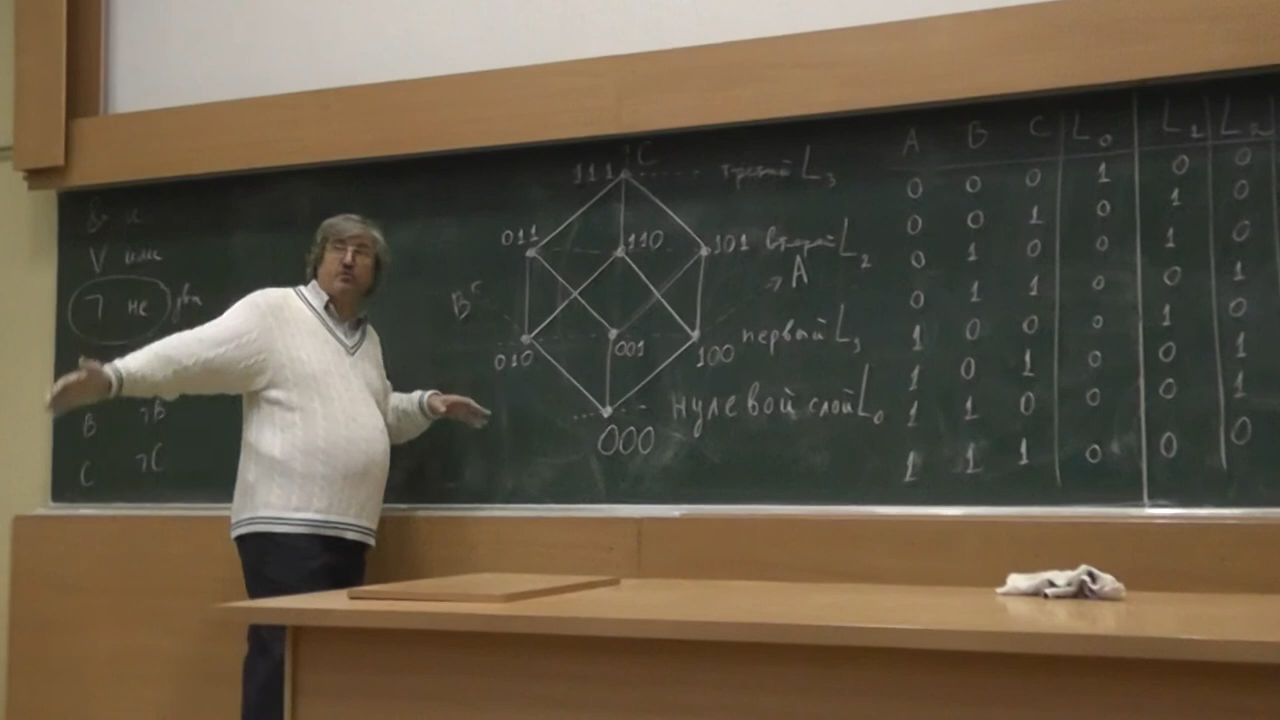 & и
V или
¬ не
B ¬B
C ¬C
C
111 третий L₃
011 110 101 второй L₂
B A
010 001 100 первый L₁
000 нулевой слой L₀
A B C L₀ L₁ L₂
0 0 0 1 0 0
0 0 1 0 1 0
0 1 0 0 1 0
0 1 1 0 0 1
1 0 0 0 1 0
1 0 1 0 0 1
1 1 0 0 0 1
1 1 1 0 0 0